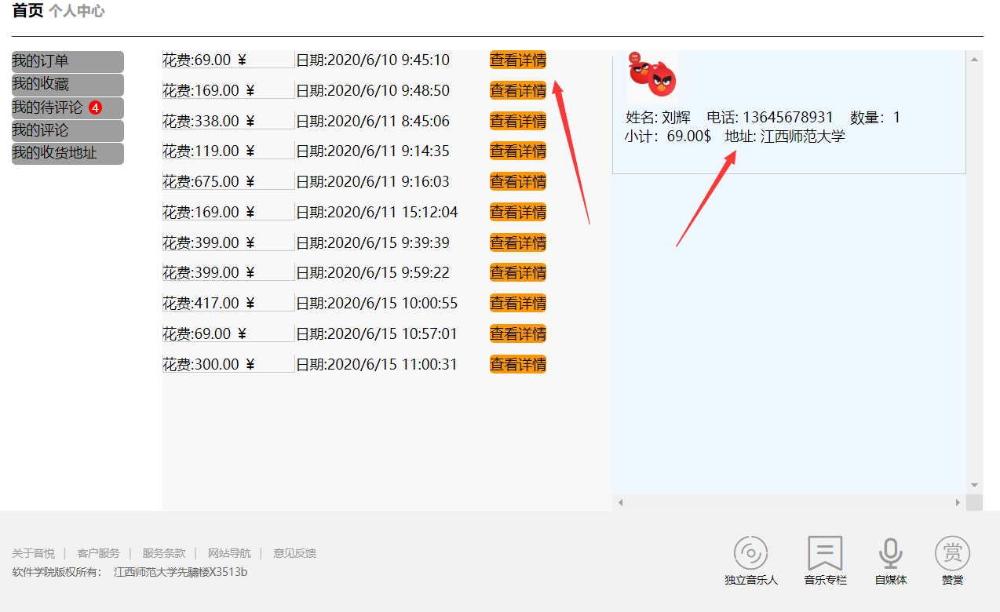 首页 个人中心
我的订单
我的收藏
我的待评论 4
我的评论
我的收货地址
花费:69.00 ¥ 日期:2020/6/10 9:45:10 查看详情
花费:169.00 ¥ 日期:2020/6/10 9:48:50 查看详情
花费:338.00 ¥ 日期:2020/6/11 8:45:06 查看详情
花费:119.00 ¥ 日期:2020/6/11 9:14:35 查看详情
花费:675.00 ¥ 日期:2020/6/11 9:16:03 查看详情
花费:169.00 ¥ 日期:2020/6/11 15:12:04 查看详情
花费:399.00 ¥ 日期:2020/6/15 9:39:39 查看详情
花费:399.00 ¥ 日期:2020/6/15 9:59:22 查看详情
花费:417.00 ¥ 日期:2020/6/15 10:00:55 查看详情
花费:69.00 ¥ 日期:2020/6/15 10:57:01 查看详情
花费:300.00 ¥ 日期:2020/6/15 11:00:31 查看详情
姓名: 刘辉 电话: 13645678931 数量：1
小计：69.00$ 地址: 江西师范大学
关于音悦 | 客户服务 | 服务条款 | 网站导航 | 意见反馈
软件学院版权所有： 江西师范大学先骕楼X3513b
赏
独立音乐人 音乐专栏 自媒体 赞赏